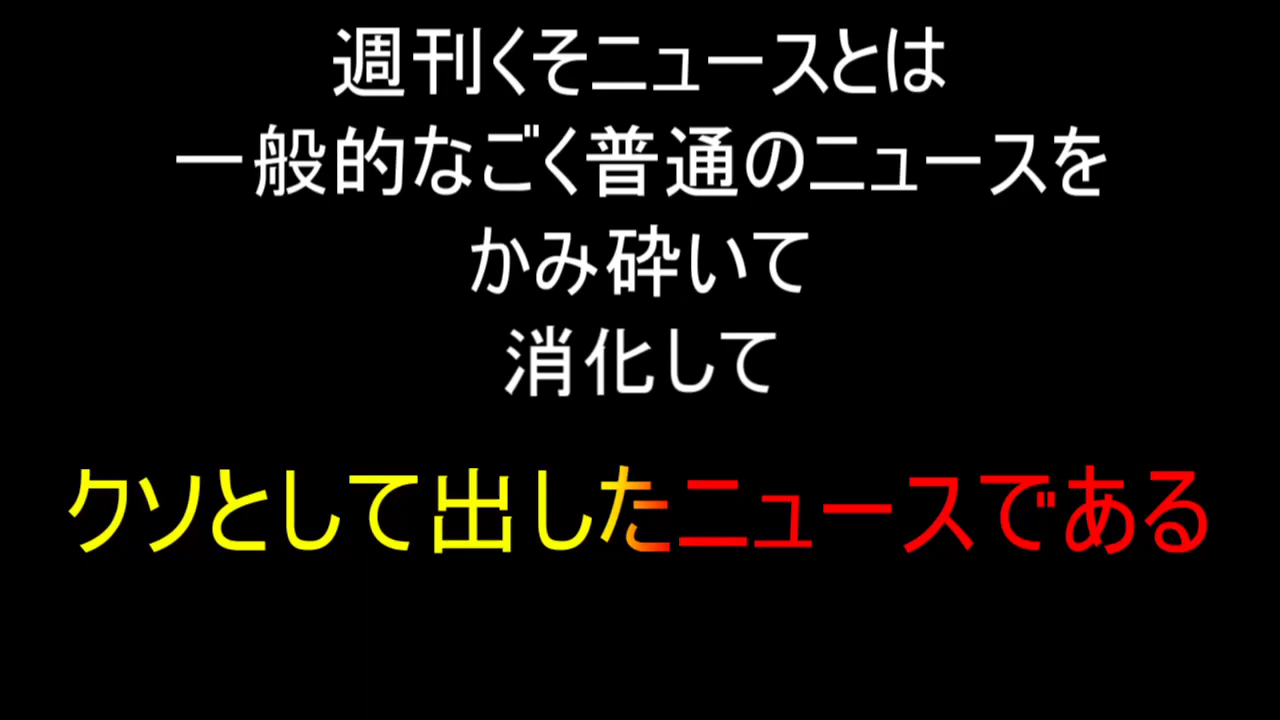 週刊くそニュースとは
一般的なごく普通のニュースを
かみ砕いて
消化して
クソとして出したニュースである